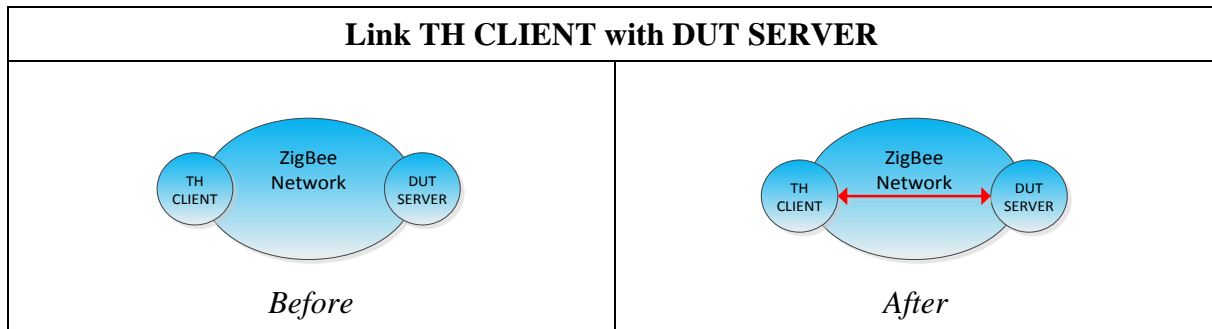 Link TH CLIENT with DUT SERVER
ZigBee
Network
TH
CLIENT
DUT
SERVER
Before
ZigBee
Network
TH
CLIENT
DUT
SERVER
After